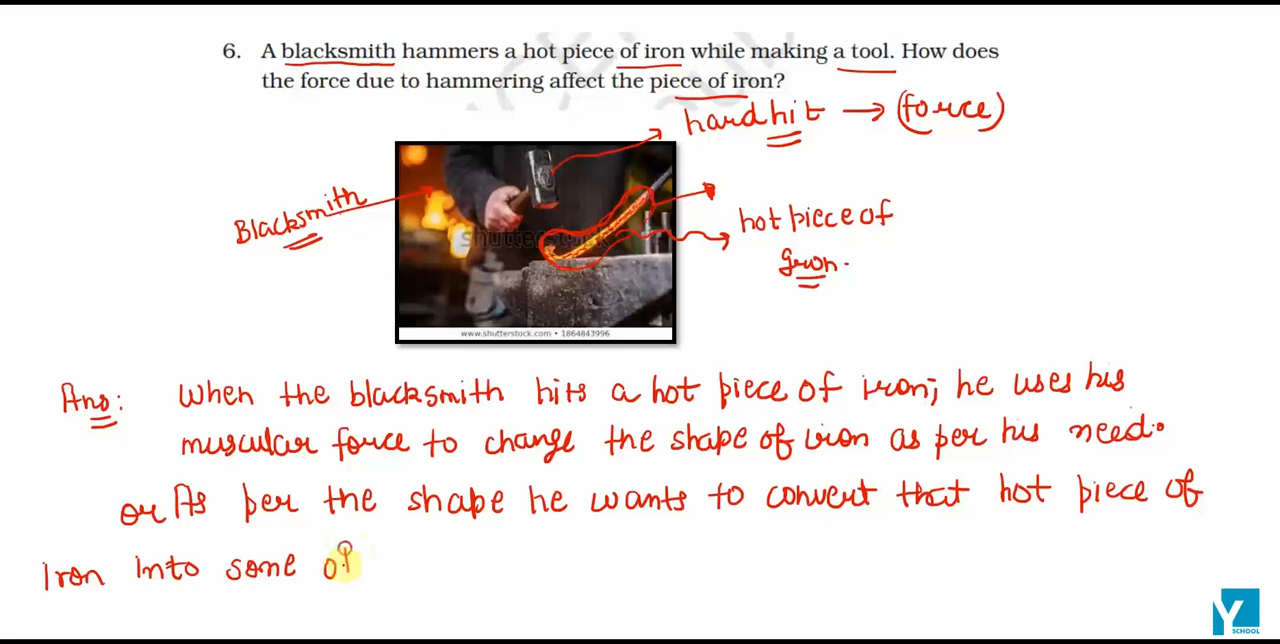 6. A blacksmith hammers a hot piece of iron while making a tool. How does
the force due to hammering affect the piece of iron?
hard hit → (force)
Blacksmith
hot piece of
Iron.
shutterstock
www.shutterstock.com • 1864843996
Ans: When the blacksmith hits a hot piece of iron, he uses his
muscular force to change the shape of iron as per his need.
or As per the shape he wants to convert that hot piece of
Iron into some
Y
SCHOOL